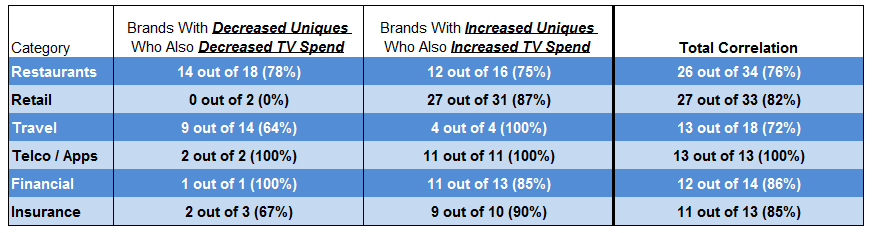 Category	Brands With Decreased Uniques Who Also Decreased TV Spend	Brands With Increased Uniques Who Also Increased TV Spend	Total Correlation
Restaurants	14 out of 18 (78%)	12 out of 16 (75%)	26 out of 34 (76%)
Retail	0 out of 2 (0%)	27 out of 31 (87%)	27 out of 33 (82%)
Travel	9 out of 14 (64%)	4 out of 4 (100%)	13 out of 18 (72%)
Telco / Apps	2 out of 2 (100%)	11 out of 11 (100%)	13 out of 13 (100%)
Financial	1 out of 1 (100%)	11 out of 13 (85%)	12 out of 14 (86%)
Insurance	2 out of 3 (67%)	9 out of 10 (90%)	11 out of 13 (85%)